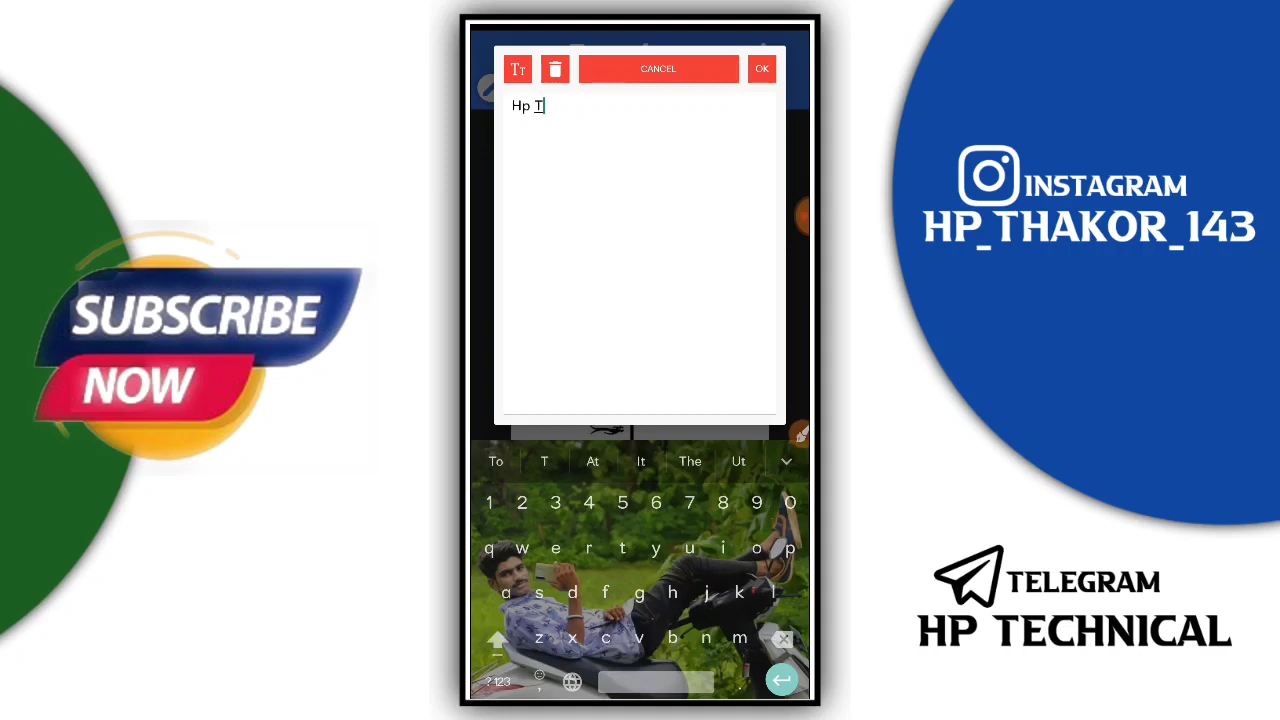 SUBSCRIBE
NOW
Tt
CANCEL
OK
Hp T
To T At It The Ut
1 2 3 4 5 6 7 8 9 0
q w e r t y u i o p
a s d f g h j k l
z x c v b n m
?123 , .
INSTAGRAM
HP_THAKOR_143
TELEGRAM
HP TECHNICAL